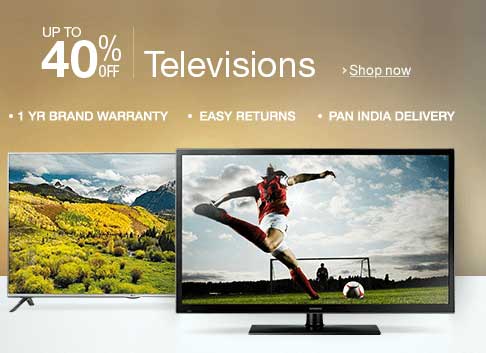 UP TO
40% OFF
Televisions
› Shop now
• 1 YR BRAND WARRANTY • EASY RETURNS • PAN INDIA DELIVERY